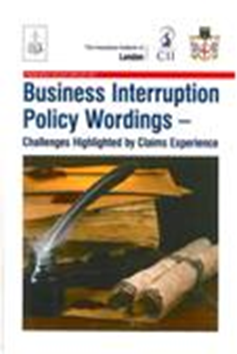 The Insurance Institute of
London
CII
Business Interruption
Policy Wordings –
Challenges Highlighted by Claims Experience